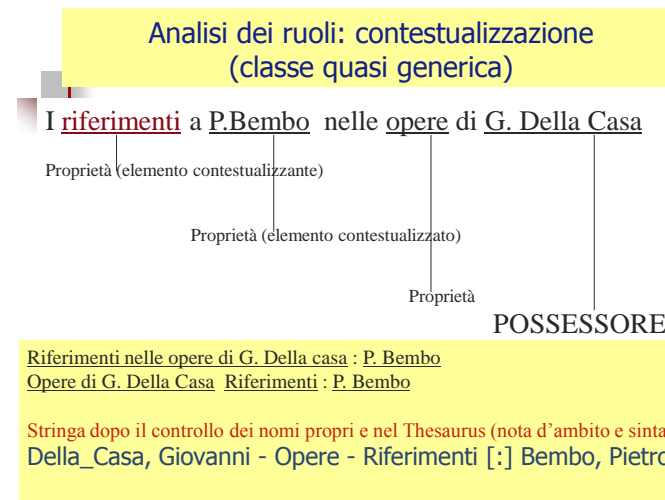 Analisi dei ruoli: contestualizzazione
(classe quasi generica)
I riferimenti a P.Bembo nelle opere di G. Della Casa
Proprietà (elemento contestualizzante)
Proprietà (elemento contestualizzato)
Proprietà
POSSESSORE
Riferimenti nelle opere di G. Della casa : P. Bembo
Opere di G. Della Casa Riferimenti : P. Bembo
Stringa dopo il controllo dei nomi propri e nel Thesaurus (nota d'ambito e sinta
Della_Casa, Giovanni - Opere - Riferimenti [:] Bembo, Pietro